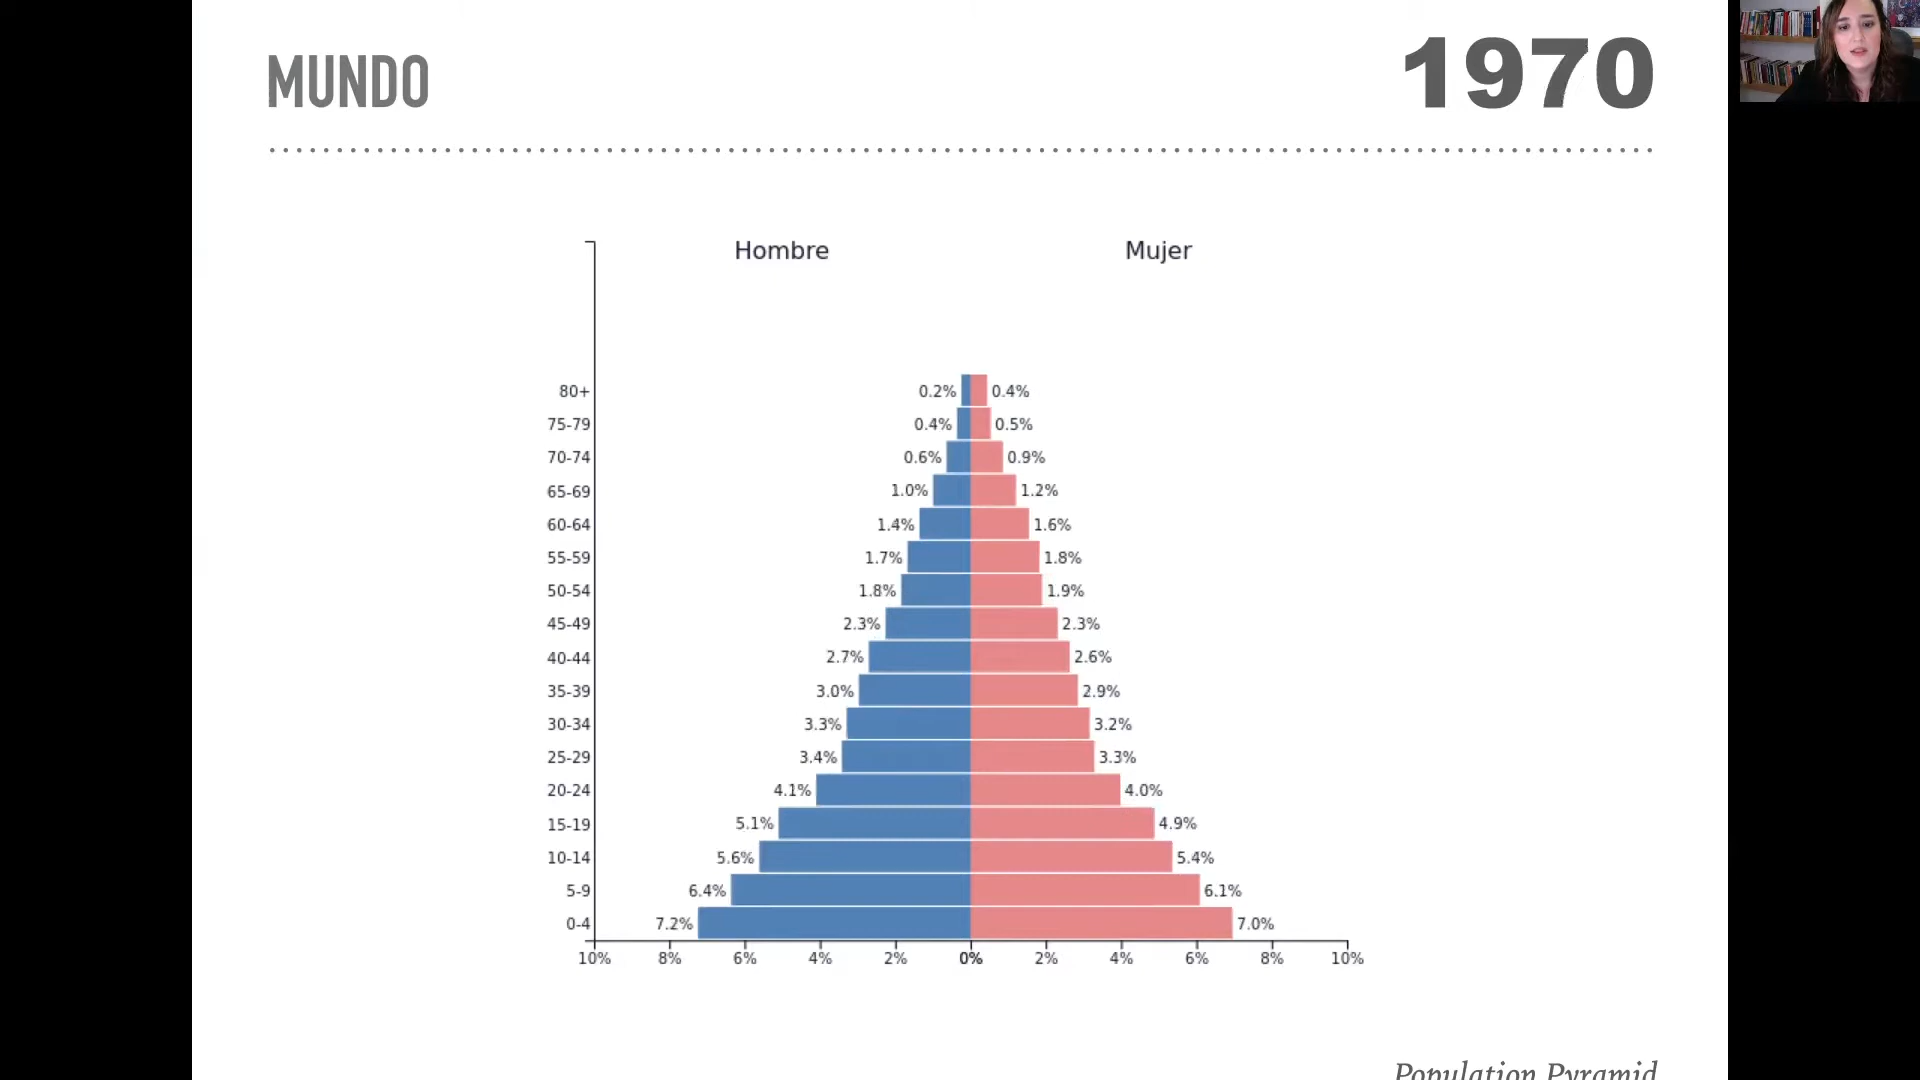 MUNDO 1970
Hombre Mujer
80+ 0.2% 0.4%
75-79 0.4% 0.5%
70-74 0.6% 0.9%
65-69 1.0% 1.2%
60-64 1.4% 1.6%
55-59 1.7% 1.8%
50-54 1.8% 1.9%
45-49 2.3% 2.3%
40-44 2.7% 2.6%
35-39 3.0% 2.9%
30-34 3.3% 3.2%
25-29 3.4% 3.3%
20-24 4.1% 4.0%
15-19 5.1% 4.9%
10-14 5.6% 5.4%
5-9 6.4% 6.1%
0-4 7.2% 7.0%
10% 8% 6% 4% 2% 0% 2% 4% 6% 8% 10%
Population Pyramid